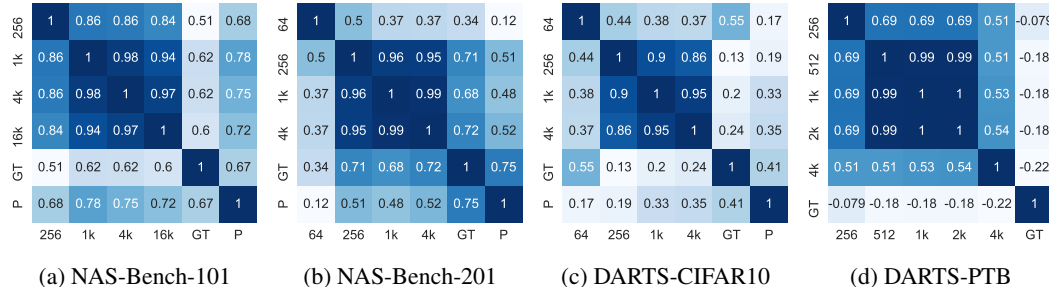 256 1 0.86 0.86 0.84 0.51 0.68
1k 0.86 1 0.98 0.94 0.62 0.78
4k 0.86 0.98 1 0.97 0.62 0.75
16k 0.84 0.94 0.97 1 0.6 0.72
GT 0.51 0.62 0.62 0.6 1 0.67
P 0.68 0.78 0.75 0.72 0.67 1
256 1k 4k 16k GT P
(a) NAS-Bench-101
64 1 0.5 0.37 0.37 0.34 0.12
256 0.5 1 0.96 0.95 0.71 0.51
1k 0.37 0.96 1 0.99 0.68 0.48
4k 0.37 0.95 0.99 1 0.72 0.52
GT 0.34 0.71 0.68 0.72 1 0.75
P 0.12 0.51 0.48 0.52 0.75 1
64 256 1k 4k GT P
(b) NAS-Bench-201
64 1 0.44 0.38 0.37 0.55 0.17
256 0.44 1 0.9 0.86 0.13 0.19
1k 0.38 0.9 1 0.95 0.2 0.33
4k 0.37 0.86 0.95 1 0.24 0.35
GT 0.55 0.13 0.2 0.24 1 0.41
P 0.17 0.19 0.33 0.35 0.41 1
64 256 1k 4k GT P
(c) DARTS-CIFAR10
256 1 0.69 0.69 0.69 0.51 -0.079
512 0.69 1 0.99 0.99 0.51 -0.18
1k 0.69 0.99 1 1 0.53 -0.18
2k 0.69 0.99 1 1 0.54 -0.18
4k 0.51 0.51 0.53 0.54 1 -0.22
GT -0.079 -0.18 -0.18 -0.18 -0.22 1
256 512 1k 2k 4k GT
(d) DARTS-PTB